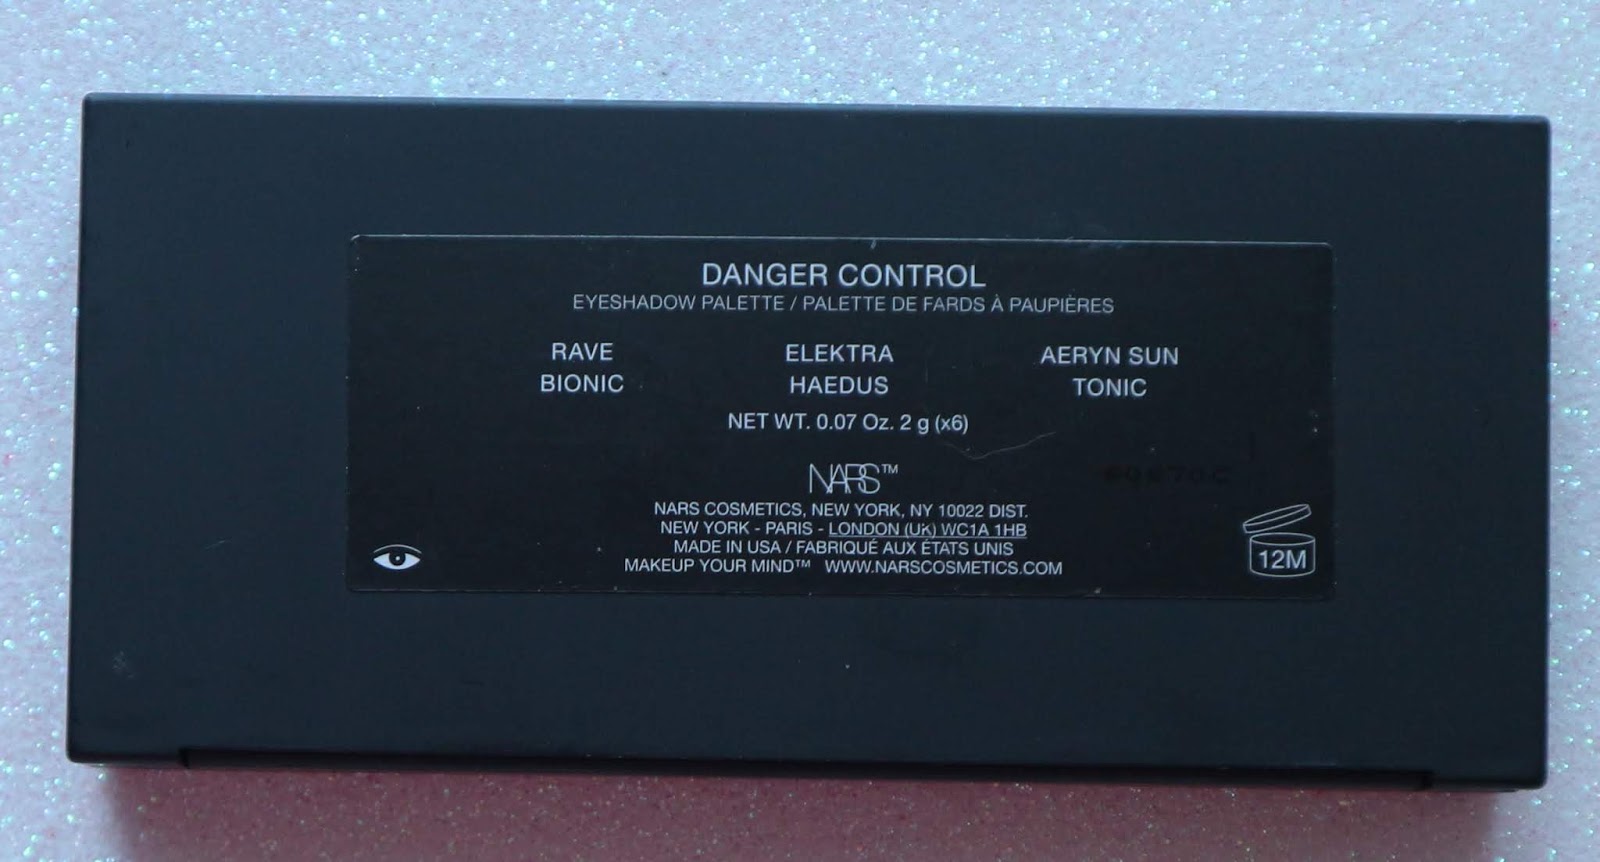 DANGER CONTROL
EYESHADOW PALETTE / PALETTE DE FARDS À PAUPIÈRES
RAVE ELEKTRA AERYN SUN
BIONIC HAEDUS TONIC
NET WT. 0.07 Oz. 2 g (x6)
NARS™
NARS COSMETICS, NEW YORK, NY 10022 DIST.
NEW YORK - PARIS - LONDON (UK) WC1A 1HB
MADE IN USA / FABRIQUÉ AUX ÉTATS UNIS
MAKEUP YOUR MIND™ WWW.NARSCOSMETICS.COM
12M